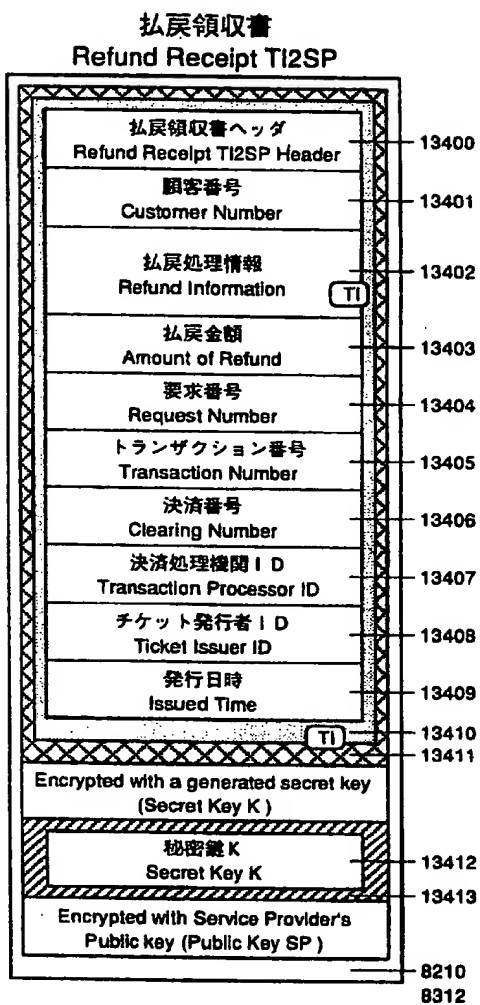 払戻領収書
Refund Receipt TI2SP
払戻領収書ヘッダ
Refund Receipt TI2SP Header
13400
顧客番号
Customer Number
13401
払戻処理情報
Refund Information
TI
13402
払戻金額
Amount of Refund
13403
要求番号
Request Number
13404
トランザクション番号
Transaction Number
13405
決済番号
Clearing Number
13406
決済処理機関ID
Transaction Processor ID
13407
チケット発行者ID
Ticket Issuer ID
13408
発行日時
Issued Time
13409
TI
13410
13411
Encrypted with a generated secret key
(Secret Key K )
秘密鍵K
Secret Key K
13412
13413
Encrypted with Service Provider's
Public key (Public Key SP )
8210
8312